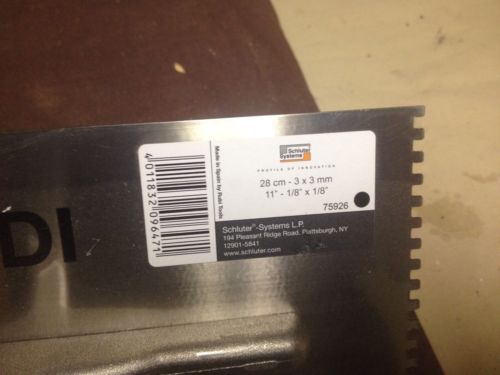 Schluter
Systems
PROFILE OF INNOVATION
28 cm - 3 x 3 mm
11" - 1/8" x 1/8"
75926
Schluter®-Systems L.P.
194 Pleasant Ridge Road, Plattsburgh, NY
12901-5841
www.schluter.com
Made in Spain by Rubi Tools
4 011832 096471
DI